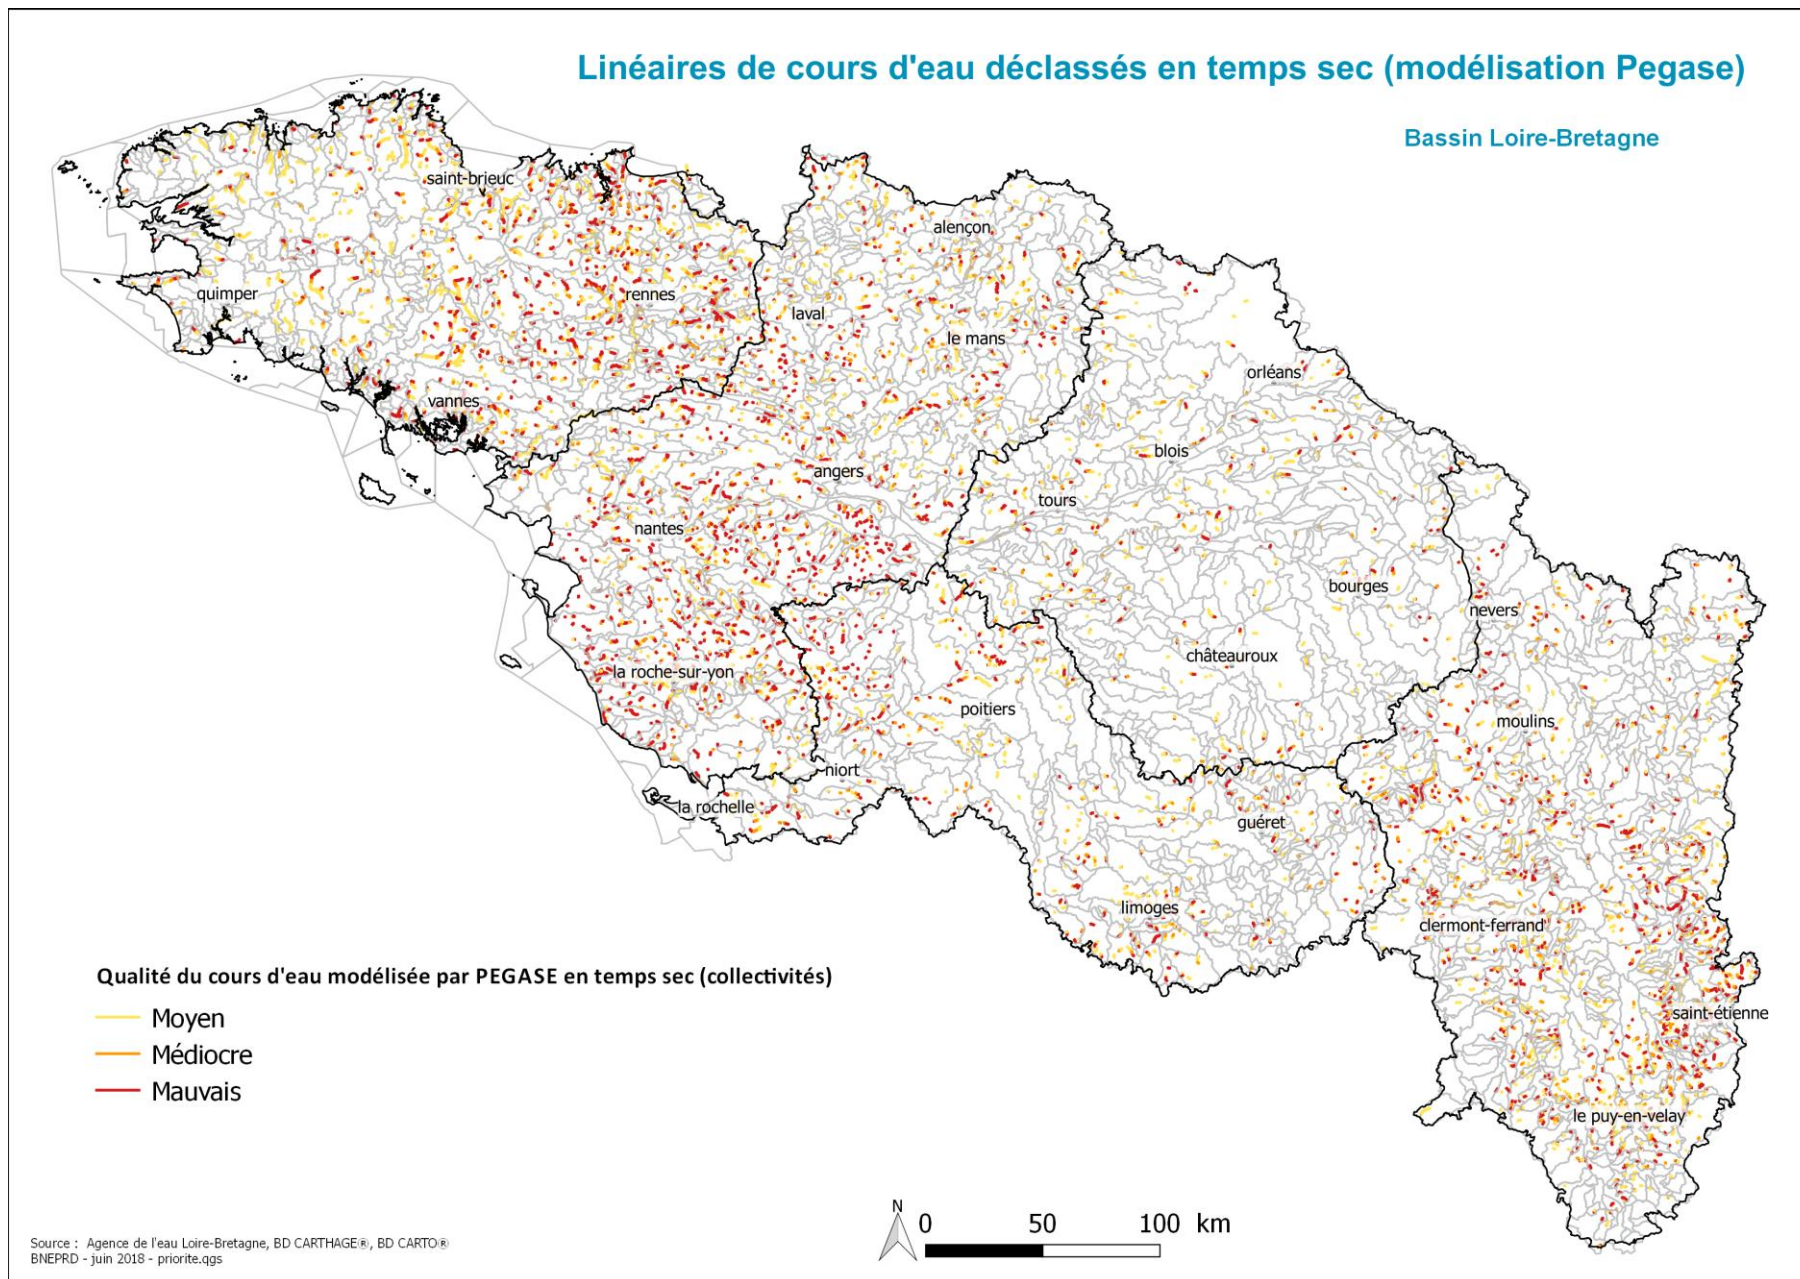 Linéaires de cours d'eau déclassés en temps sec (modélisation Pegase)
Bassin Loire-Bretagne
saint-brieuc
alençon
quimper
rennes
laval
le mans
orléans
vannes
blois
angers
tours
nantes
bourges
nevers
châteauroux
la roche-sur-yon
poitiers
moulins
niort
la rochelle
guéret
limoges
clermont-ferrand
saint-étienne
le puy-en-velay
Qualité du cours d'eau modélisée par PEGASE en temps sec (collectivités)
Moyen
Médiocre
Mauvais
N
0 50 100 km
Source : Agence de l'eau Loire-Bretagne, BD CARTHAGE®, BD CARTO®
BNEPRD - juin 2018 - priorite.qgs